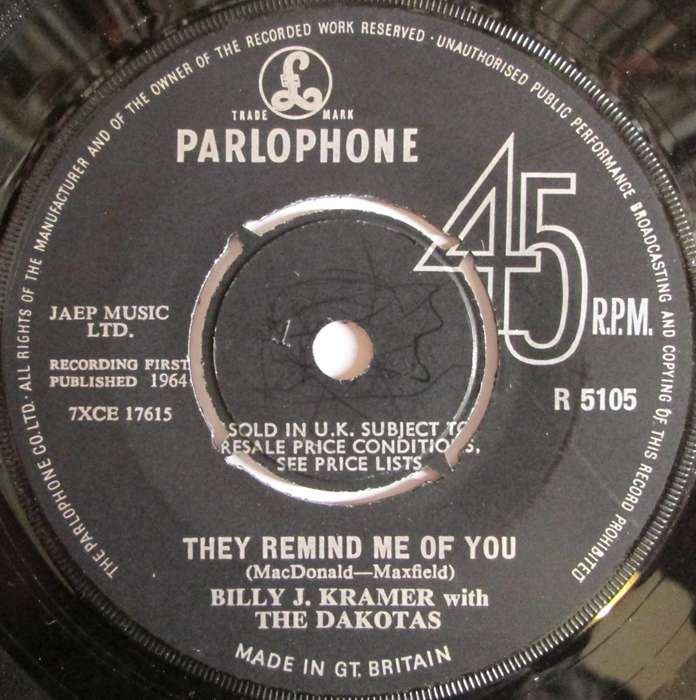 THE PARLOPHONE CO. LTD. · ALL RIGHTS OF THE MANUFACTURER AND OF THE OWNER OF THE RECORDED WORK RESERVED · UNAUTHORISED PUBLIC PERFORMANCE BROADCASTING AND COPYING OF THIS RECORD PROHIBITED
£
TRADE MARK
PARLOPHONE
45
R.P.M.
JAEP MUSIC
LTD.
RECORDING FIRST
PUBLISHED 1964
7XCE 17615
R 5105
SOLD IN U.K. SUBJECT TO
RESALE PRICE CONDITIONS,
SEE PRICE LISTS
THEY REMIND ME OF YOU
(MacDonald—Maxfield)
BILLY J. KRAMER with
THE DAKOTAS
MADE IN GT. BRITAIN